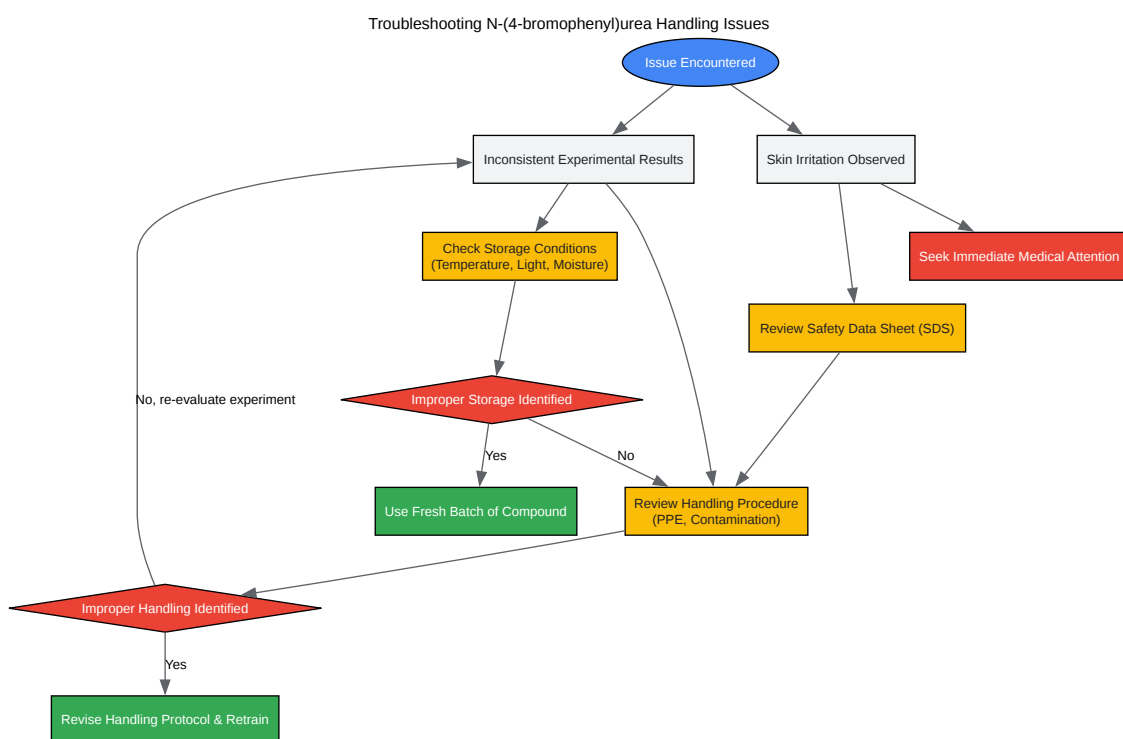 Troubleshooting N-(4-bromophenyl)urea Handling Issues
Issue Encountered
Inconsistent Experimental Results
Skin Irritation Observed
Check Storage Conditions
(Temperature, Light, Moisture)
Seek Immediate Medical Attention
Review Safety Data Sheet (SDS)
No, re-evaluate experiment
Improper Storage Identified
Yes
No
Use Fresh Batch of Compound
Review Handling Procedure
(PPE, Contamination)
Improper Handling Identified
Yes
Revise Handling Protocol & Retrain